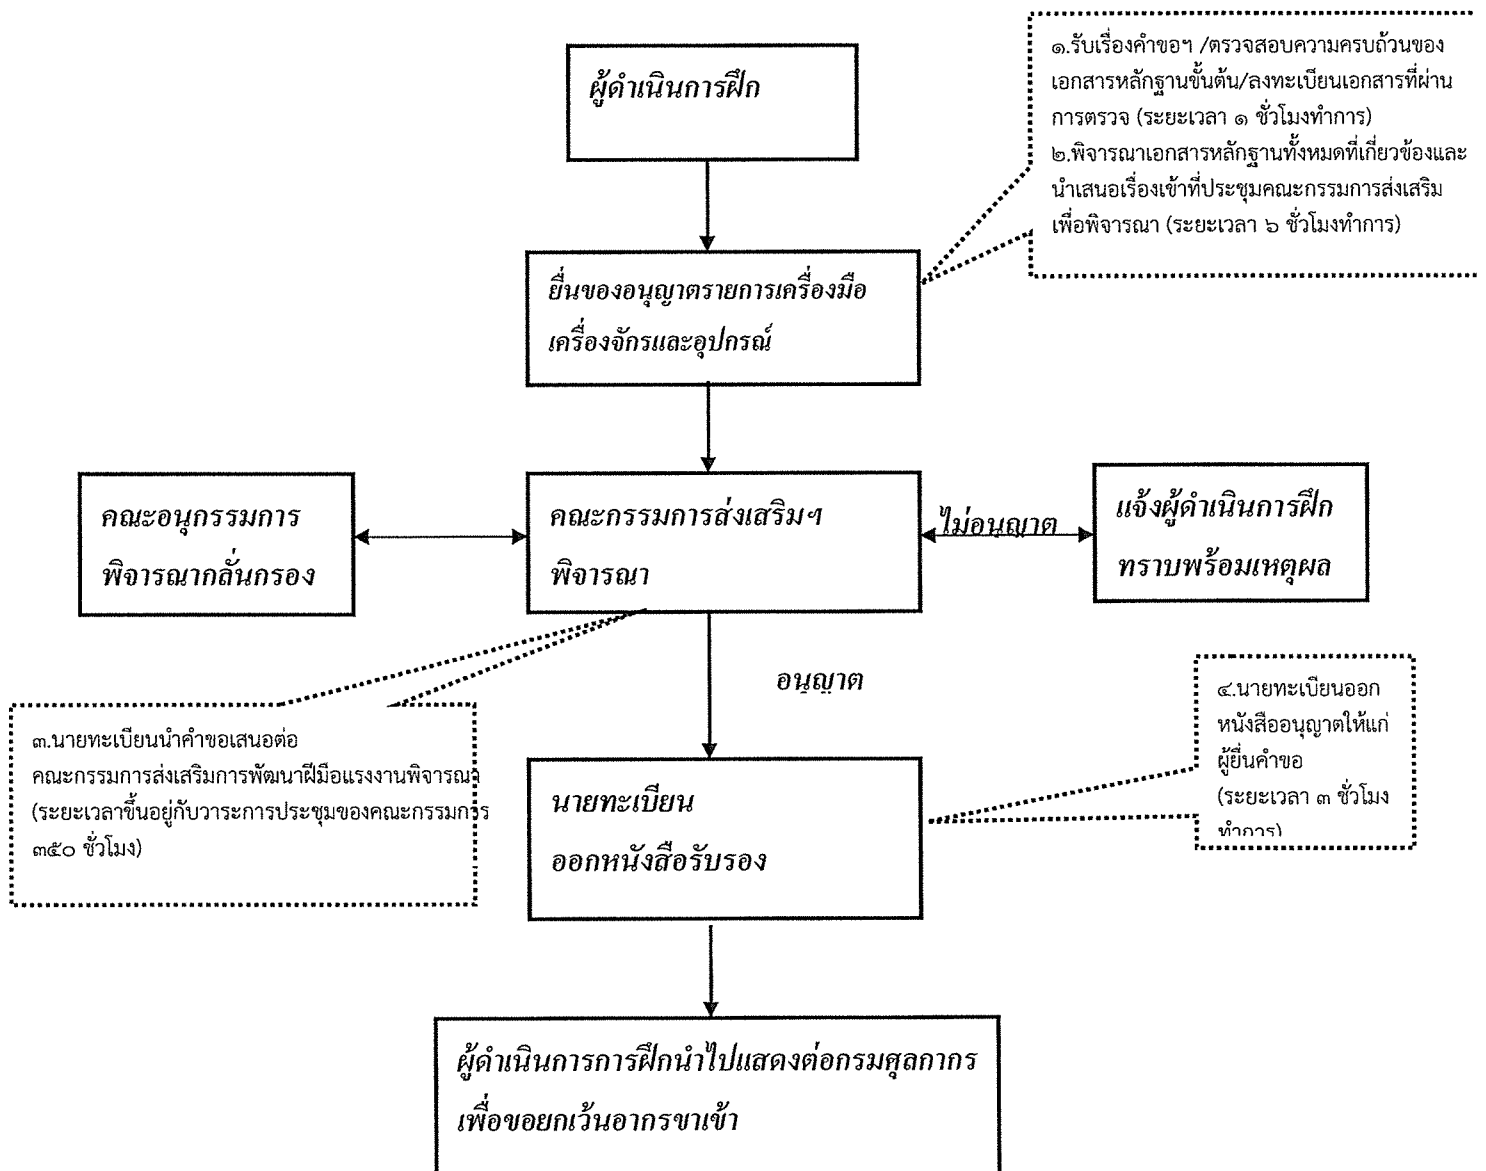 ผู้ดำเนินการฝึก
๑.รับเรื่องคำขอฯ /ตรวจสอบความครบถ้วนของ
เอกสารหลักฐานขั้นต้น/ลงทะเบียนเอกสารที่ผ่าน
การตรวจ (ระยะเวลา ๑ ชั่วโมงทำการ)
๒.พิจารณาเอกสารหลักฐานทั้งหมดที่เกี่ยวข้องและ
นำเสนอเรื่องเข้าที่ประชุมคณะกรรมการส่งเสริม
เพื่อพิจารณา (ระยะเวลา ๖ ชั่วโมงทำการ)
ยื่นของอนุญาตรายการเครื่องมือ
เครื่องจักรและอุปกรณ์
คณะอนุกรรมการ
พิจารณากลั่นกรอง
คณะกรรมการส่งเสริมฯ
พิจารณา
ไม่อนุญาต
แจ้งผู้ดำเนินการฝึก
ทราบพร้อมเหตุผล
อนุญาต
๓.นายทะเบียนนำคำขอเสนอต่อ
คณะกรรมการส่งเสริมการพัฒนาฝีมือแรงงานพิจารณา
(ระยะเวลาขึ้นอยู่กับวาระการประชุมของคณะกรรมการ
๓๕๐ ชั่วโมง)
นายทะเบียน
ออกหนังสือรับรอง
๔.นายทะเบียนออก
หนังสืออนุญาตให้แก่
ผู้ยื่นคำขอ
(ระยะเวลา ๓ ชั่วโมง
ทำการ)
ผู้ดำเนินการการฝึกนำไปแสดงต่อกรมศุลกากร
เพื่อขอยกเว้นอากรขาเข้า